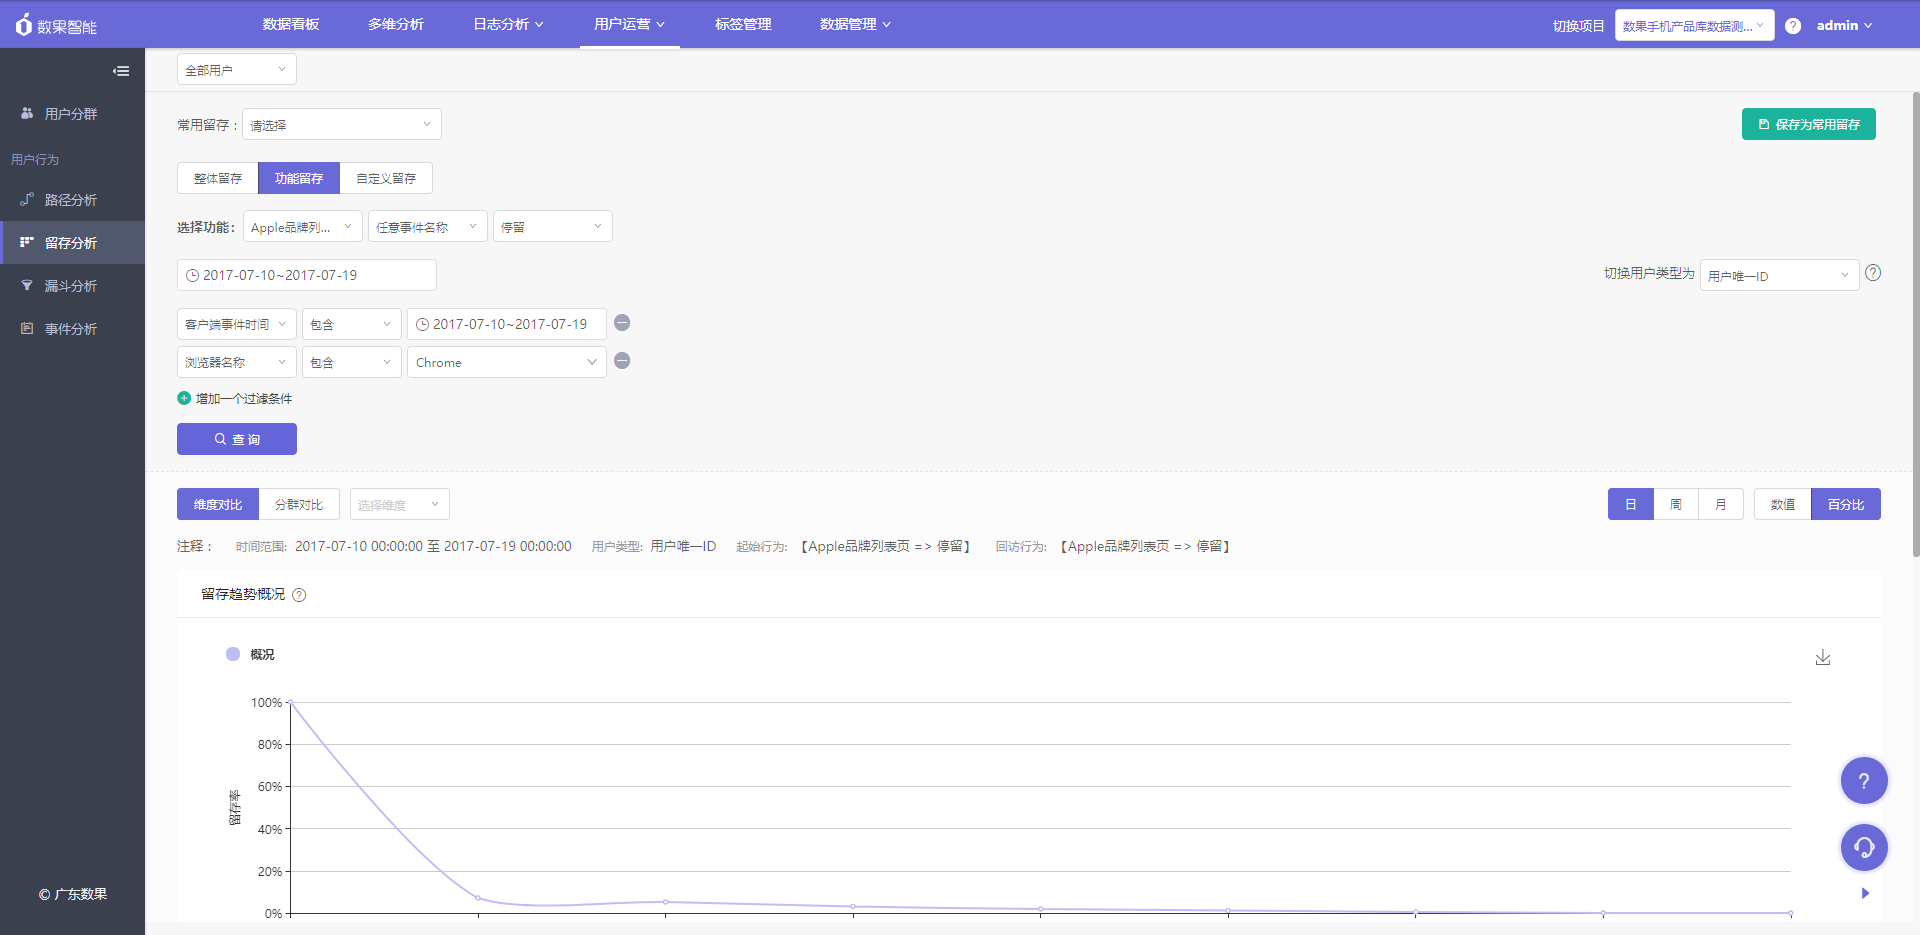 数果智能 数据看板 多维分析 日志分析 用户运营 标签管理 数据管理 切换项目 数果手机产品库数据测... ? admin
全部用户
用户分群
用户行为
路径分析
留存分析
漏斗分析
事件分析
© 广东数果
常用留存 : 请选择 保存为常用留存
整体留存 功能留存 自定义留存
选择功能: Apple品牌列... 任意事件名称 停留
2017-07-10~2017-07-19 切换用户类型为 用户唯一ID ?
客户端事件时间 包含 2017-07-10~2017-07-19
浏览器名称 包含 Chrome
增加一个过滤条件
查询
维度对比 分群对比 选择维度 日 周 月 数值 百分比
注释 : 时间范围: 2017-07-10 00:00:00 至 2017-07-19 00:00:00 用户类型: 用户唯一ID 起始行为: 【Apple品牌列表页 => 停留】 回访行为: 【Apple品牌列表页 => 停留】
留存趋势概况 ?
概况
留存率
100%
80%
60%
40%
20%
0%
?